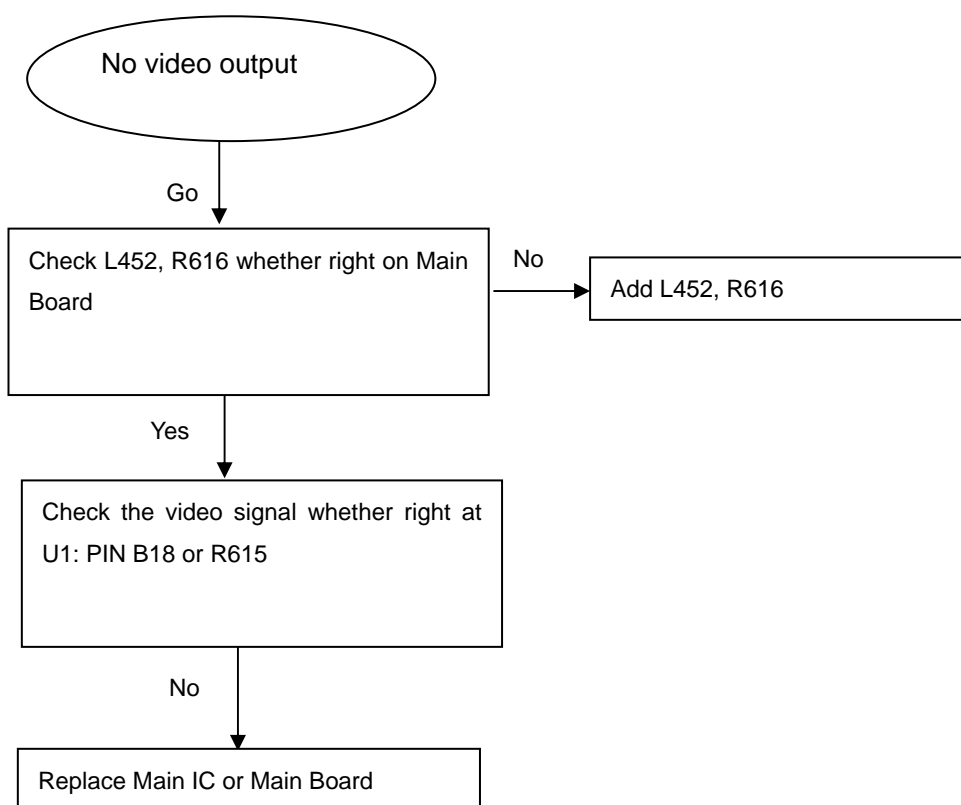 No video output
Go
Check L452, R616 whether right on Main
Board
No
Add L452, R616
Yes
Check the video signal whether right at
U1: PIN B18 or R615
No
Replace Main IC or Main Board